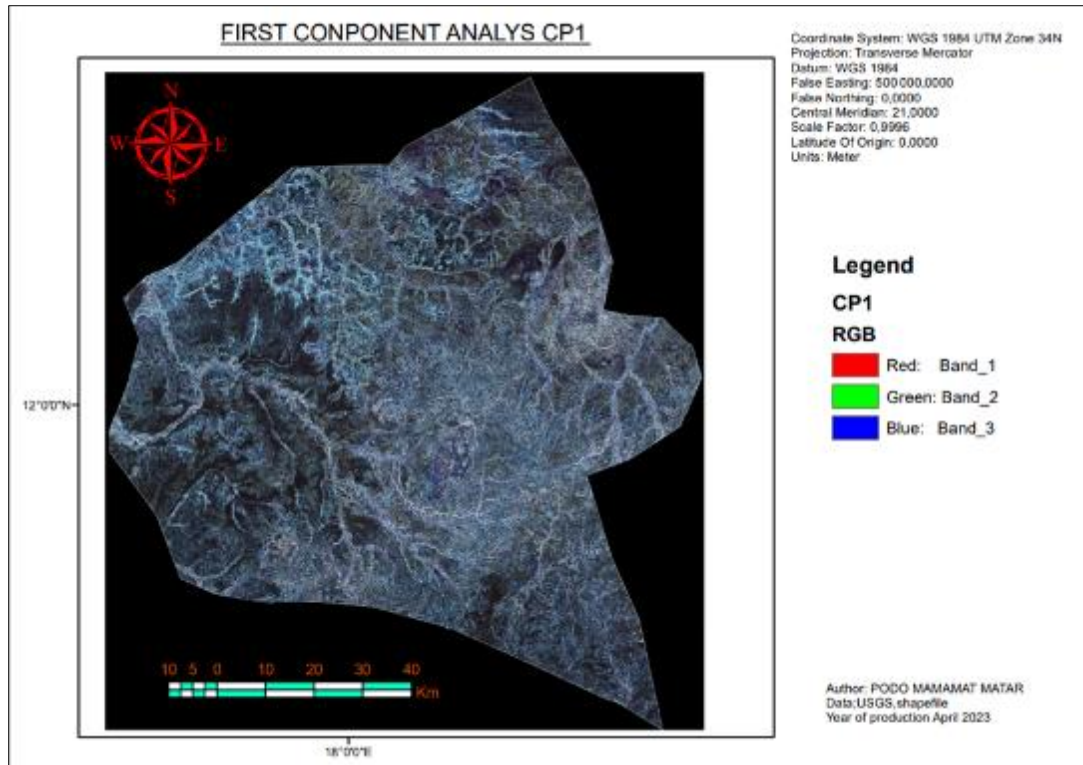 FIRST CONPONENT ANALYS CP1
Coordinate System: WGS 1984 UTM Zone 34N
Projection: Transverse Mercator
Datum: WGS 1984
False Easting: 500 000,0000
False Northing: 0,0000
Central Meridian: 21,0000
Scale Factor: 0,9996
Latitude Of Origin: 0,0000
Units: Meter
N
W E
S
Legend
CP1
RGB
Red: Band_1
Green: Band_2
Blue: Band_3
12°0'0"N
10 5 0 10 20 30 40
Km
18°0'0"E
Author: PODO MAMAMAT MATAR
Data;USGS,shapefile
Year of production April 2023